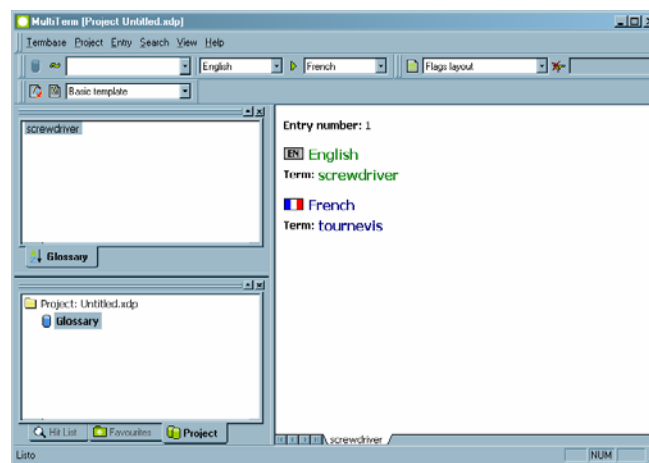 MultiTerm [Project Untitled.xdp]
Termbase Project Entry Search View Help
English French Flags layout
Basic template
screwdriver
Glossary
Project: Untitled.xdp
Glossary
Hit List Favourites Project
Entry number: 1
EN English
Term: screwdriver
French
Term: tournevis
screwdriver
Listo NUM